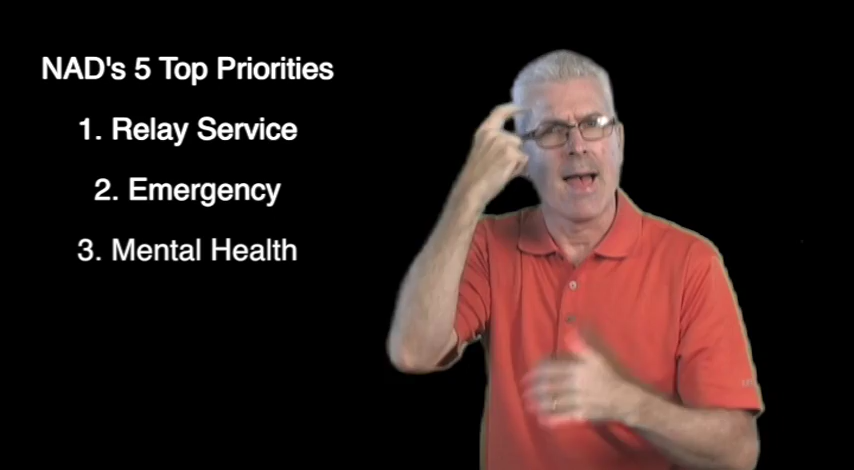 NAD's 5 Top Priorities
1. Relay Service
2. Emergency
3. Mental Health